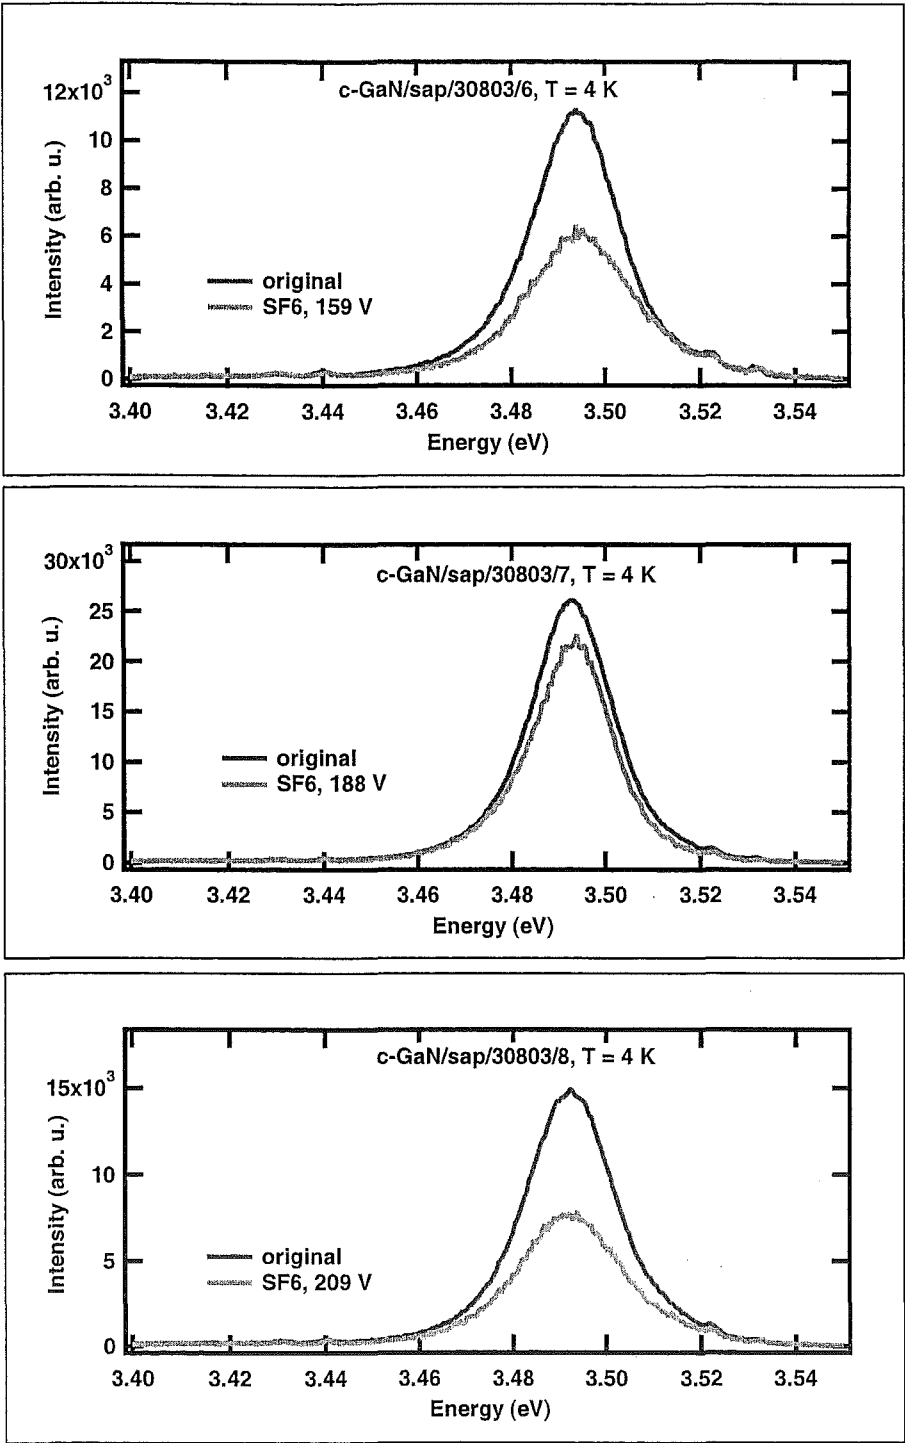 c-GaN/sap/30803/6, T = 4 K
12x10³
10
8
6
4
2
0
Intensity (arb. u.)
original
SF6, 159 V
3.40 3.42 3.44 3.46 3.48 3.50 3.52 3.54
Energy (eV)
c-GaN/sap/30803/7, T = 4 K
30x10³
25
20
15
10
5
0
Intensity (arb. u.)
original
SF6, 188 V
3.40 3.42 3.44 3.46 3.48 3.50 3.52 3.54
Energy (eV)
c-GaN/sap/30803/8, T = 4 K
15x10³
10
5
0
Intensity (arb. u.)
original
SF6, 209 V
3.40 3.42 3.44 3.46 3.48 3.50 3.52 3.54
Energy (eV)